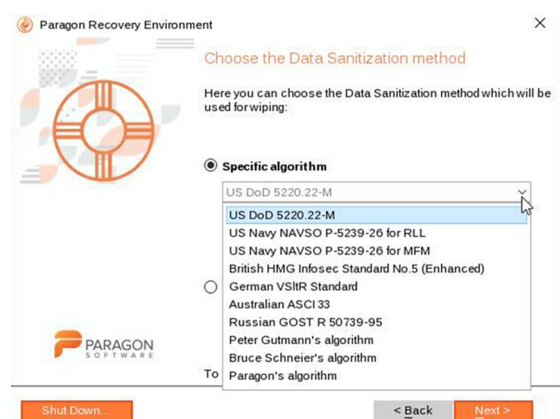 Paragon Recovery Environment
Choose the Data Sanitization method
Here you can choose the Data Sanitization method which will be
used for wiping:
Specific algorithm
US DoD 5220.22-M
US DoD 5220.22-M
US Navy NAVSO P-5239-26 for RLL
US Navy NAVSO P-5239-26 for MFM
British HMG Infosec Standard No.5 (Enhanced)
German VSItR Standard
Australian ASCI 33
Russian GOST R 50739-95
Peter Gutmann's algorithm
Bruce Schneier's algorithm
Paragon's algorithm
To
PARAGON
SOFTWARE
Shut Down...
< Back
Next >